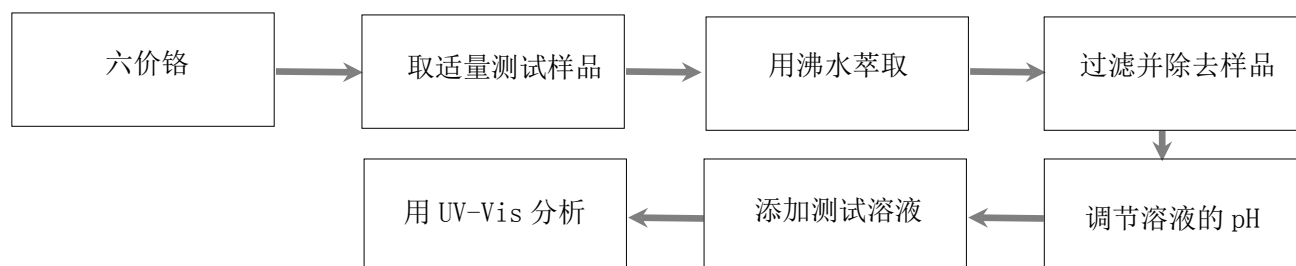 六价铬
取适量测试样品
用沸水萃取
过滤并除去样品
调节溶液的 pH
添加测试溶液
用 UV-Vis 分析